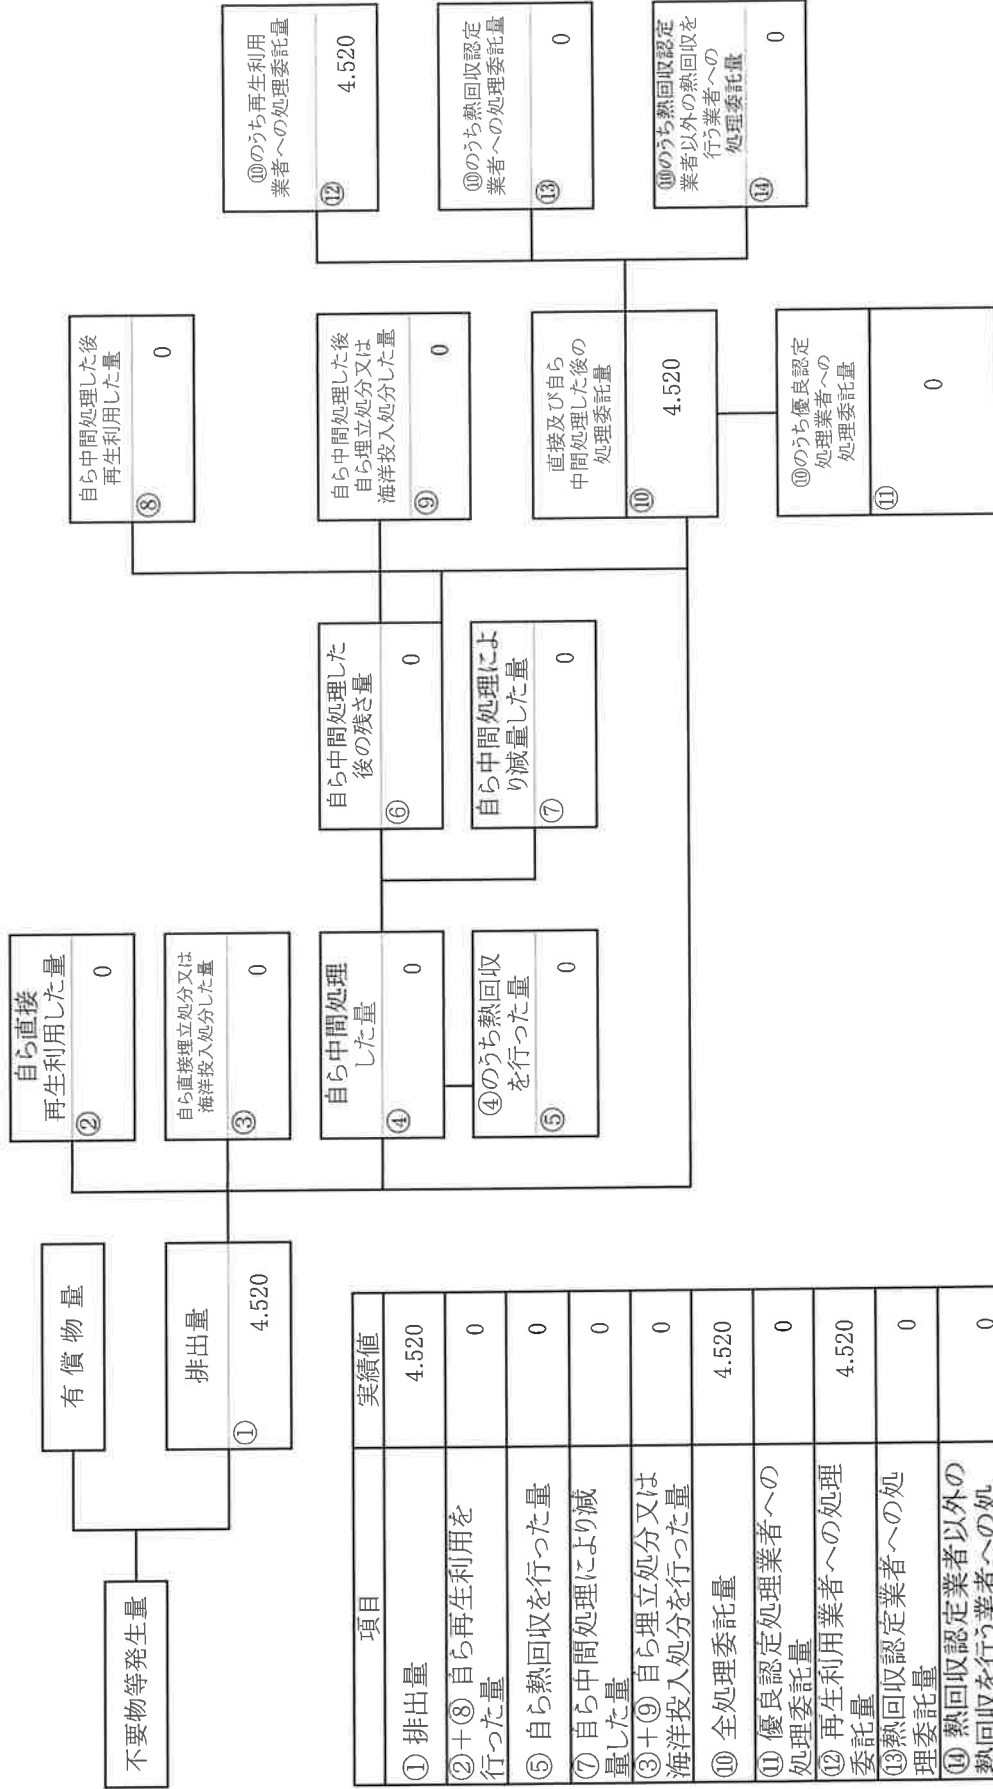 不要物等発生量
有償物量
排出量
①
4.520
自ら直接
再生利用した量
②
0
自ら直接埋立処分又は
海洋投入処分した量
③
0
自ら中間処理
した量
④
0
④のうち熱回収
を行った量
⑤
0
自ら中間処理した
後の残さ量
⑥
0
自ら中間処理によ
り減量した量
⑦
0
自ら中間処理した後
再生利用した量
⑧
0
自ら中間処理した後
自ら埋立処分又は
海洋投入処分した量
⑨
0
直接及び自ら
中間処理した後の
処理委託量
⑩
4.520
⑩のうち優良認定
処理業者への
処理委託量
⑪
0
⑩のうち再生利用
業者への処理委託量
⑫
4.520
⑩のうち熱回収認定
業者への処理委託量
⑬
0
⑩のうち熱回収認定
業者以外の熱回収を
行う業者への
処理委託量
⑭
0
項目 実績値
① 排出量 4.520
②+⑧ 自ら再生利用を
行った量 0
⑤ 自ら熱回収を行った量 0
⑦ 自ら中間処理により減
量した量 0
③+⑨ 自ら埋立処分又は
海洋投入処分を行った量 0
⑩ 全処理委託量 4.520
⑪ 優良認定処理業者への
処理委託量 0
⑫ 再生利用業者への処理
委託量 4.520
⑬熱回収認定業者への処
理委託量 0
⑭ 熱回収認定業者以外の
熱回収を行う業者への処 0